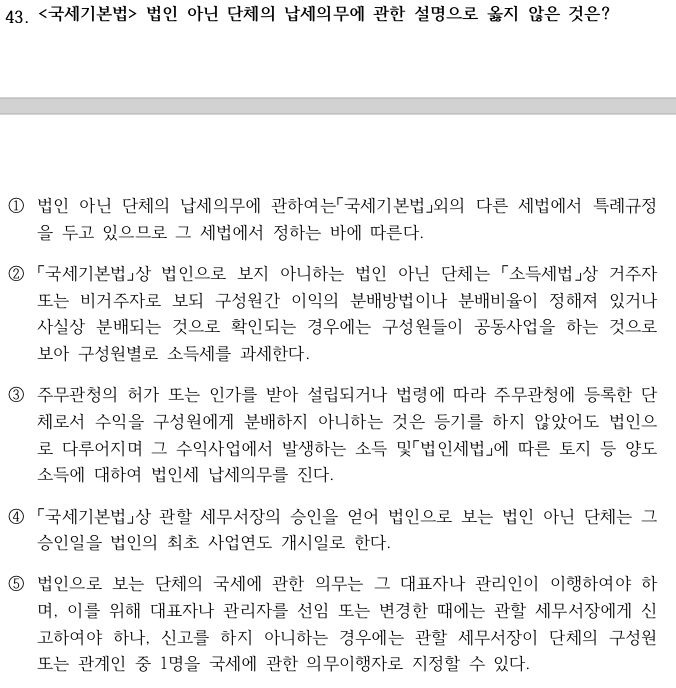 43. <국세기본법> 법인 아닌 단체의 납세의무에 관한 설명으로 옳지 않은 것은?
① 법인 아닌 단체의 납세의무에 관하여는「국세기본법」외의 다른 세법에서 특례규정
을 두고 있으므로 그 세법에서 정하는 바에 따른다.
② 「국세기본법」상 법인으로 보지 아니하는 법인 아닌 단체는 「소득세법」상 거주자
또는 비거주자로 보되 구성원간 이익의 분배방법이나 분배비율이 정해져 있거나
사실상 분배되는 것으로 확인되는 경우에는 구성원들이 공동사업을 하는 것으로
보아 구성원별로 소득세를 과세한다.
③ 주무관청의 허가 또는 인가를 받아 설립되거나 법령에 따라 주무관청에 등록한 단
체로서 수익을 구성원에게 분배하지 아니하는 것은 등기를 하지 않았어도 법인으
로 다루어지며 그 수익사업에서 발생하는 소득 및「법인세법」에 따른 토지 등 양도
소득에 대하여 법인세 납세의무를 진다.
④ 「국세기본법」상 관할 세무서장의 승인을 얻어 법인으로 보는 법인 아닌 단체는 그
승인일을 법인의 최초 사업연도 개시일로 한다.
⑤ 법인으로 보는 단체의 국세에 관한 의무는 그 대표자나 관리인이 이행하여야 하
며, 이를 위해 대표자나 관리자를 선임 또는 변경한 때에는 관할 세무서장에게 신
고하여야 하나, 신고를 하지 아니하는 경우에는 관할 세무서장이 단체의 구성원
또는 관계인 중 1명을 국세에 관한 의무이행자로 지정할 수 있다.